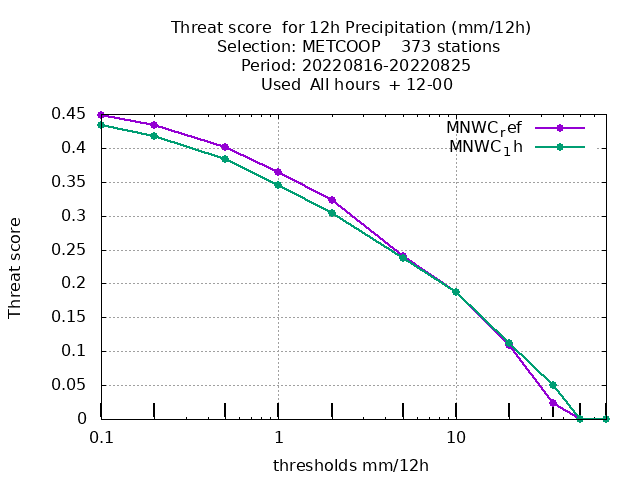 Threat score  for 12h Precipitation (mm/12h)
Selection: METCOOP    373 stations
Period: 20220816-20220825
Used  All hours  + 12-00
MNWC_ref
MNWC_1h
0.45
0.4
0.35
0.3
0.25
0.2
0.15
0.1
0.05
0
Threat score
0.1 1 10
thresholds mm/12h